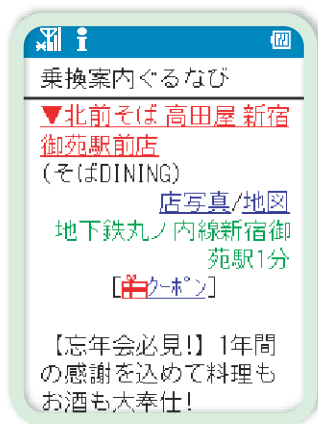 乗換案内ぐるなび
▼北前そば 高田屋 新宿
御苑駅前店
(そばDINING)
店写真/地図
地下鉄丸ノ内線新宿御
苑駅1分
[クーポン]
【忘年会必見!】1年間
の感謝を込めて料理も
お酒も大奉仕!